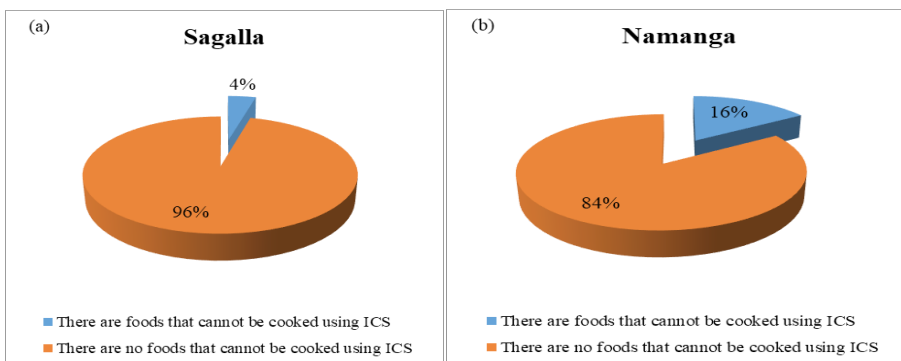 (a)
Sagalla
4%
96%
There are foods that cannot be cooked using ICS
There are no foods that cannot be cooked using ICS
(b)
Namanga
16%
84%
There are foods that cannot be cooked using ICS
There are no foods that cannot be cooked using ICS